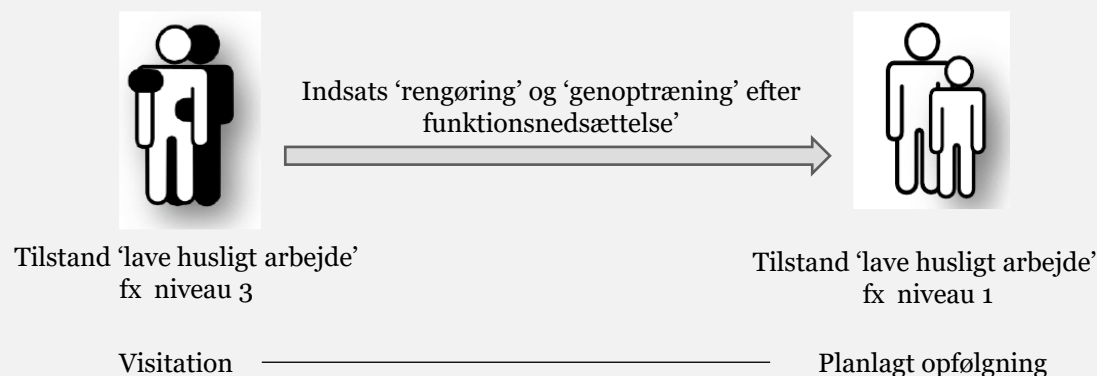 Indsats ‘rengøring’ og ‘genoptræning’ efter
funktionsnedsættelse’
Tilstand ‘lave husligt arbejde’
fx niveau 3
Tilstand ‘lave husligt arbejde’
fx niveau 1
Visitation
Planlagt opfølgning